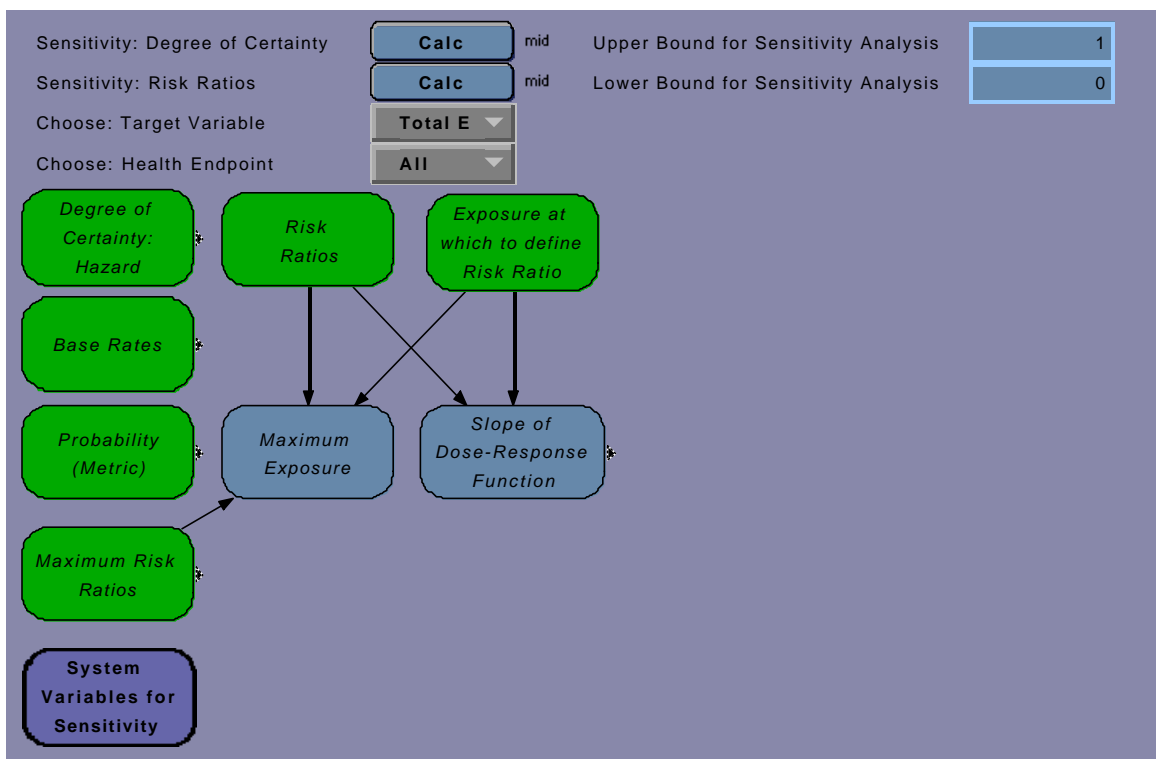 Sensitivity: Degree of Certainty Calc mid Upper Bound for Sensitivity Analysis 1
Sensitivity: Risk Ratios Calc mid Lower Bound for Sensitivity Analysis 0
Choose: Target Variable Total E
Choose: Health Endpoint All
Degree of
Certainty:
Hazard
Risk
Ratios
Exposure at
which to define
Risk Ratio
Base Rates
Probability
(Metric)
Maximum
Exposure
Slope of
Dose-Response
Function
Maximum Risk
Ratios
System
Variables for
Sensitivity